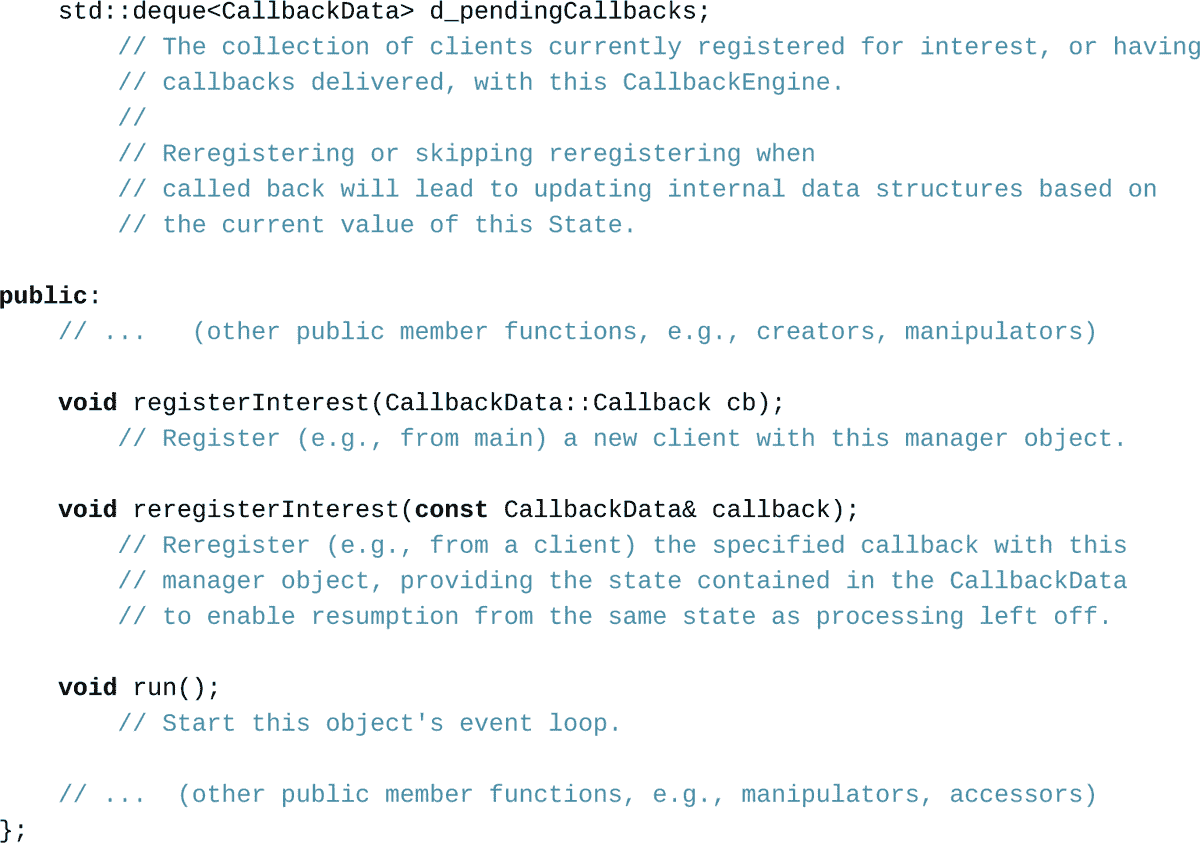 std::deque<CallbackData> d_pendingCallbacks;
        // The collection of clients currently registered for interest, or having
        // callbacks delivered, with this CallbackEngine.
        //
        // Reregistering or skipping reregistering when
        // called back will lead to updating internal data structures based on
        // the current value of this State.

public:
    // ...   (other public member functions, e.g., creators, manipulators)

    void registerInterest(CallbackData::Callback cb);
        // Register (e.g., from main) a new client with this manager object.

    void reregisterInterest(const CallbackData& callback);
        // Reregister (e.g., from a client) the specified callback with this
        // manager object, providing the state contained in the CallbackData
        // to enable resumption from the same state as processing left off.

    void run();
        // Start this object's event loop.

    // ...  (other public member functions, e.g., manipulators, accessors)
};